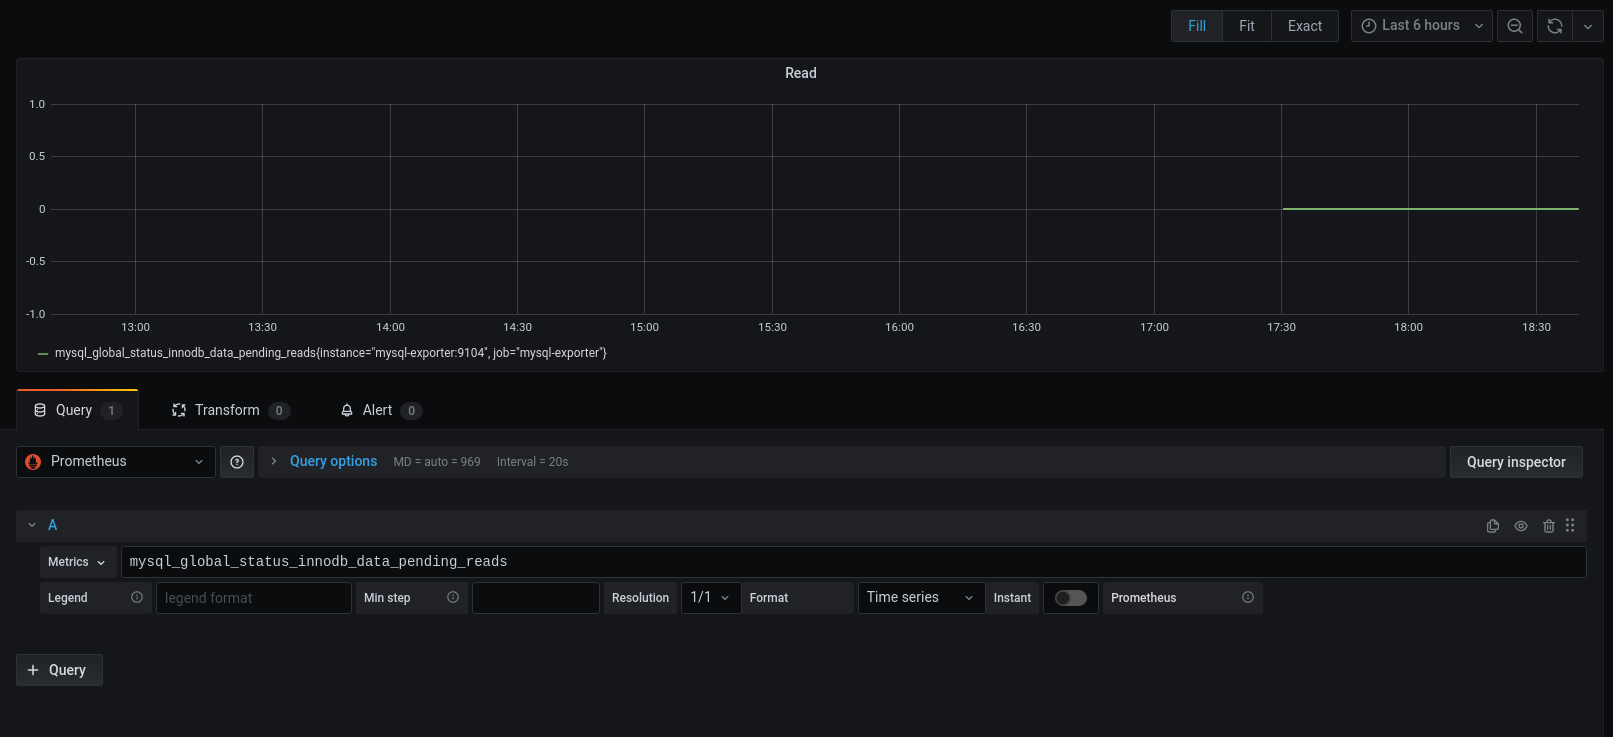 Fill Fit Exact Last 6 hours
Read
1.0
0.5
0
-0.5
-1.0
13:00 13:30 14:00 14:30 15:00 15:30 16:00 16:30 17:00 17:30 18:00 18:30
mysql_global_status_innodb_data_pending_reads{instance="mysql-exporter:9104", job="mysql-exporter"}
Query 1 Transform 0 Alert 0
Prometheus Query options MD = auto = 969 Interval = 20s Query inspector
A
Metrics mysql_global_status_innodb_data_pending_reads
Legend legend format Min step Resolution 1/1 Format Time series Instant Prometheus
+ Query